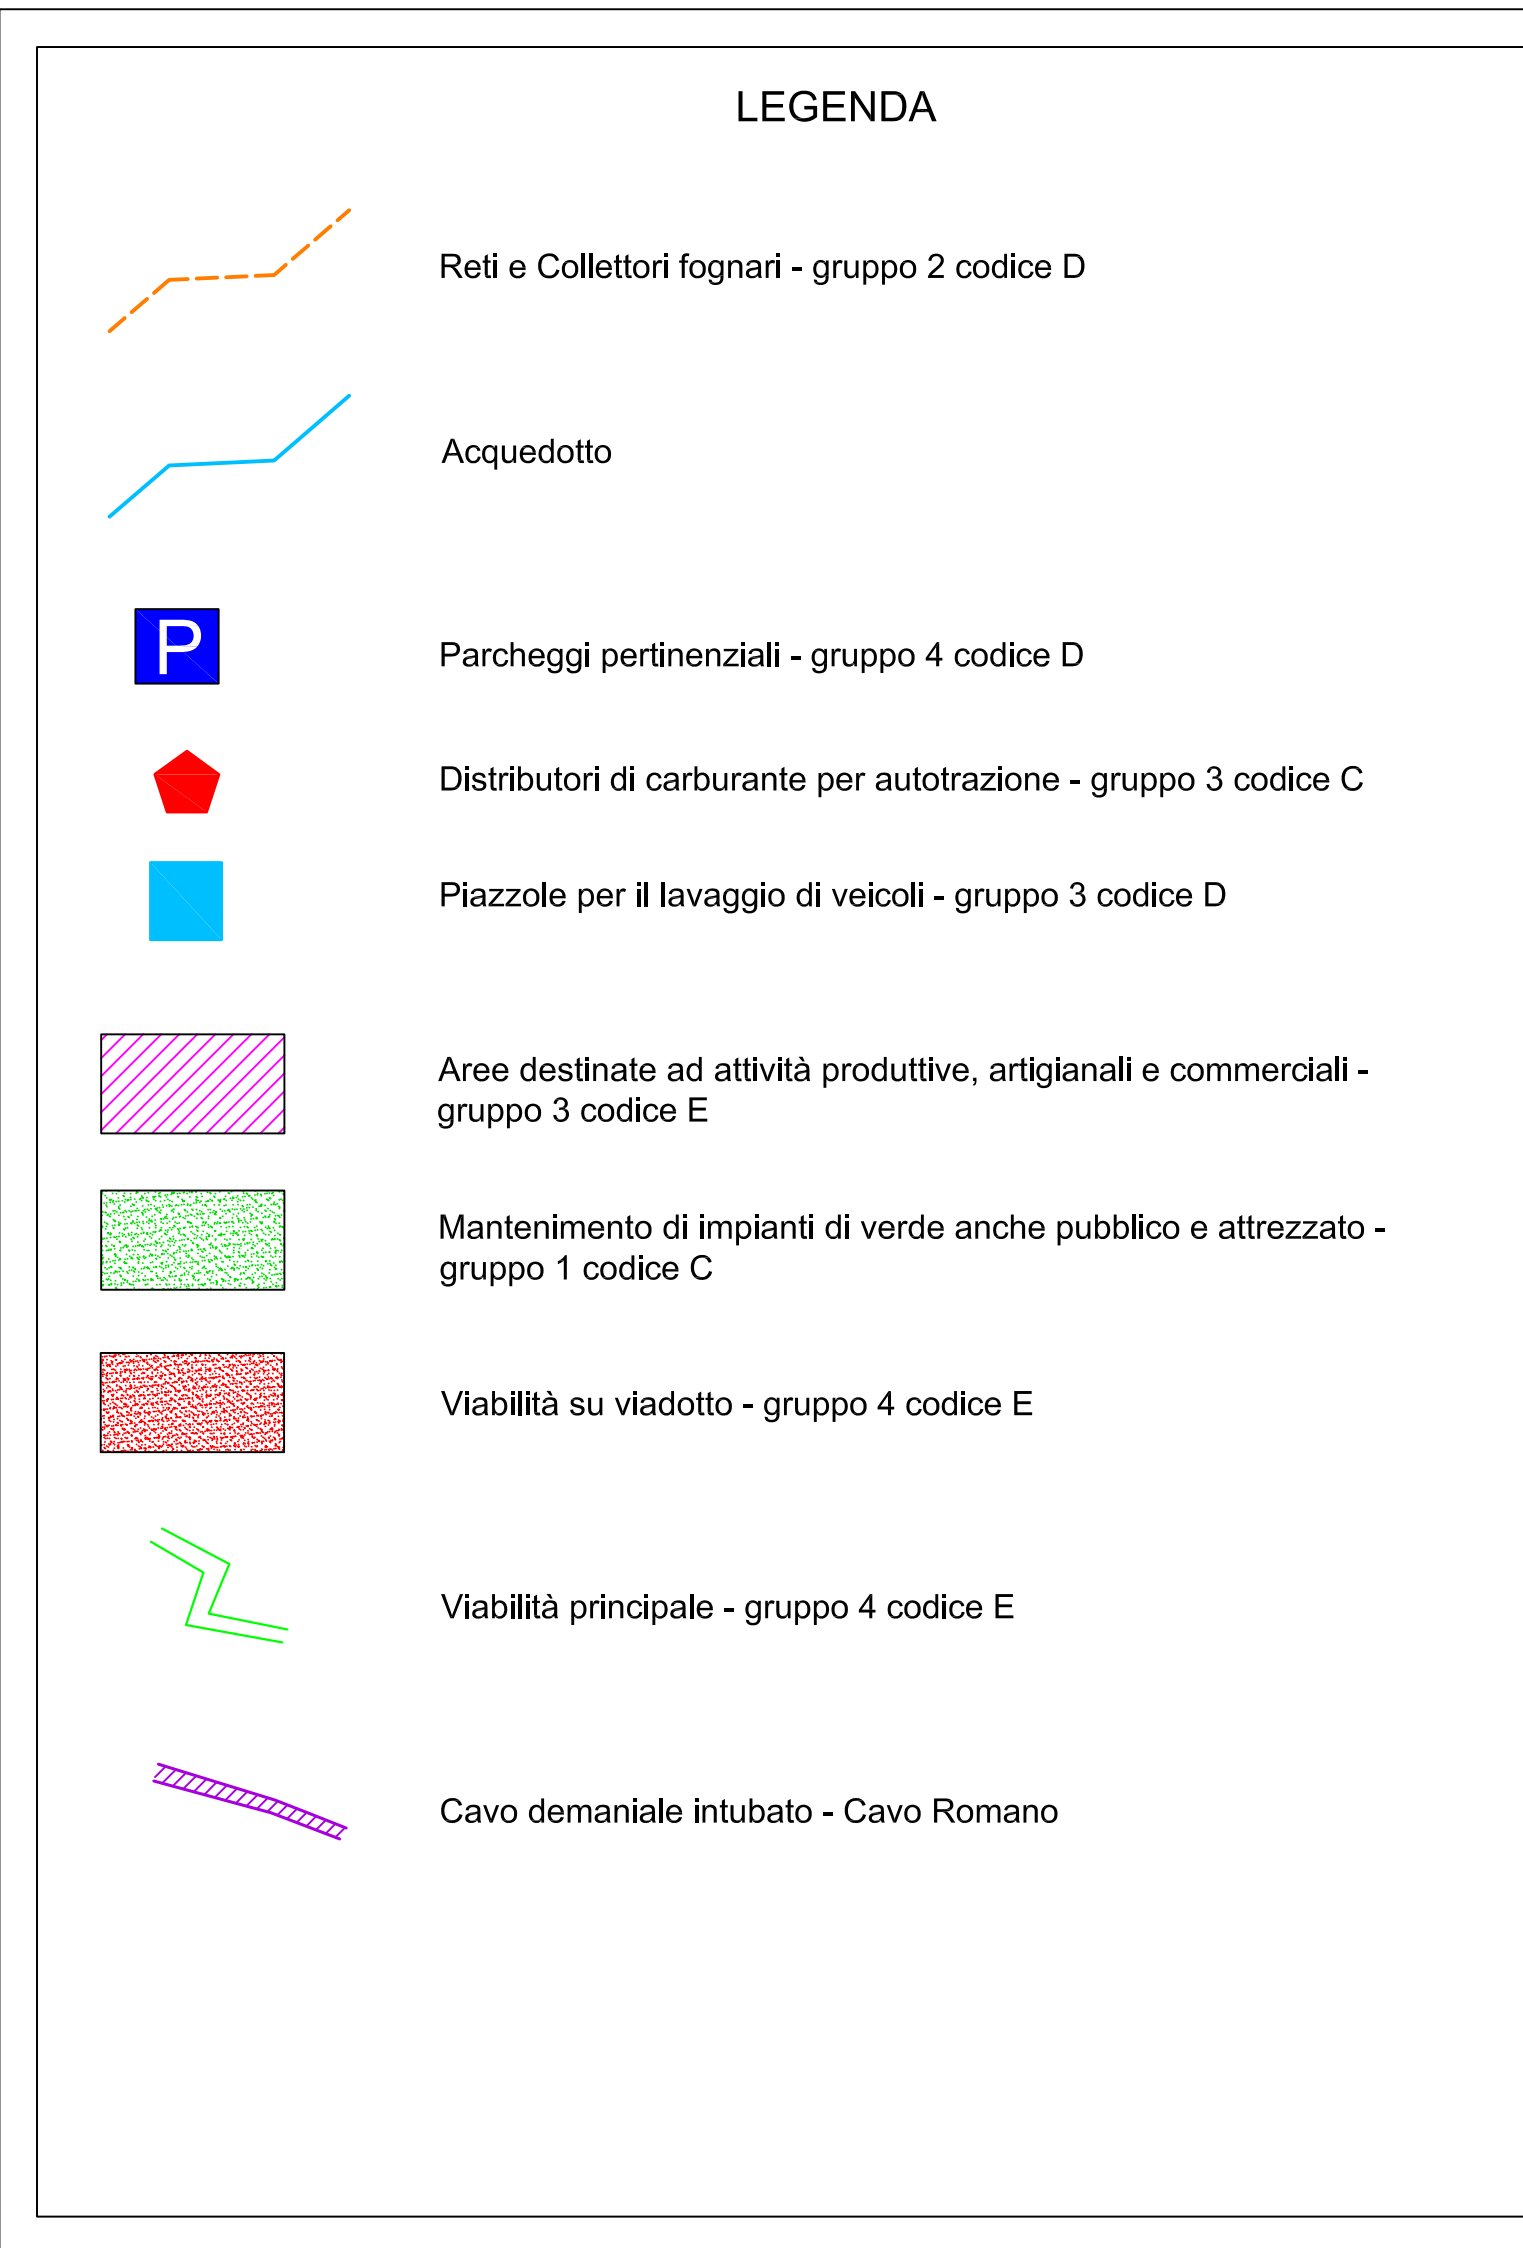 LEGENDA
Reti e Collettori fognari - gruppo 2 codice D
Acquedotto
P
Parcheggi pertinenziali - gruppo 4 codice D
Distributori di carburante per autotrazione - gruppo 3 codice C
Piazzole per il lavaggio di veicoli - gruppo 3 codice D
Aree destinate ad attività produttive, artigianali e commerciali -
gruppo 3 codice E
Mantenimento di impianti di verde anche pubblico e attrezzato -
gruppo 1 codice C
Viabilità su viadotto - gruppo 4 codice E
Viabilità principale - gruppo 4 codice E
Cavo demaniale intubato - Cavo Romano